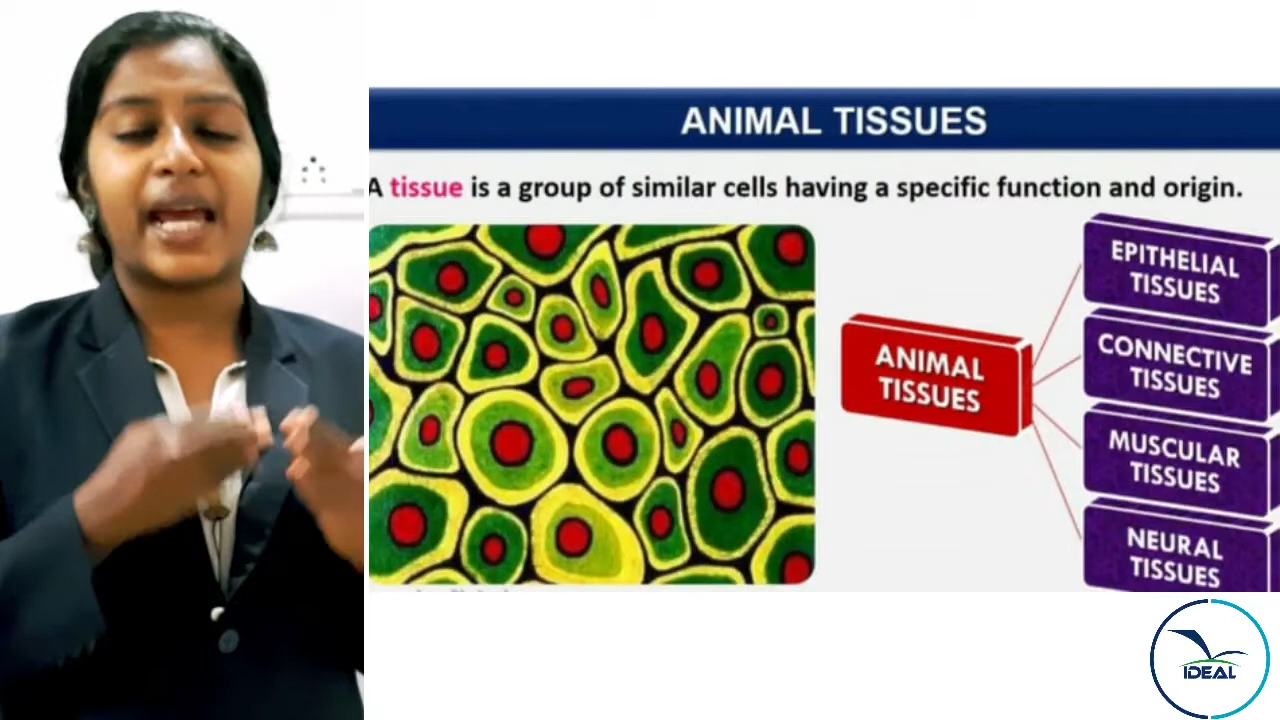 ANIMAL TISSUES
A tissue is a group of similar cells having a specific function and origin.
EPITHELIAL
TISSUES
CONNECTIVE
TISSUES
ANIMAL
TISSUES
MUSCULAR
TISSUES
NEURAL
TISSUES
IDEAL